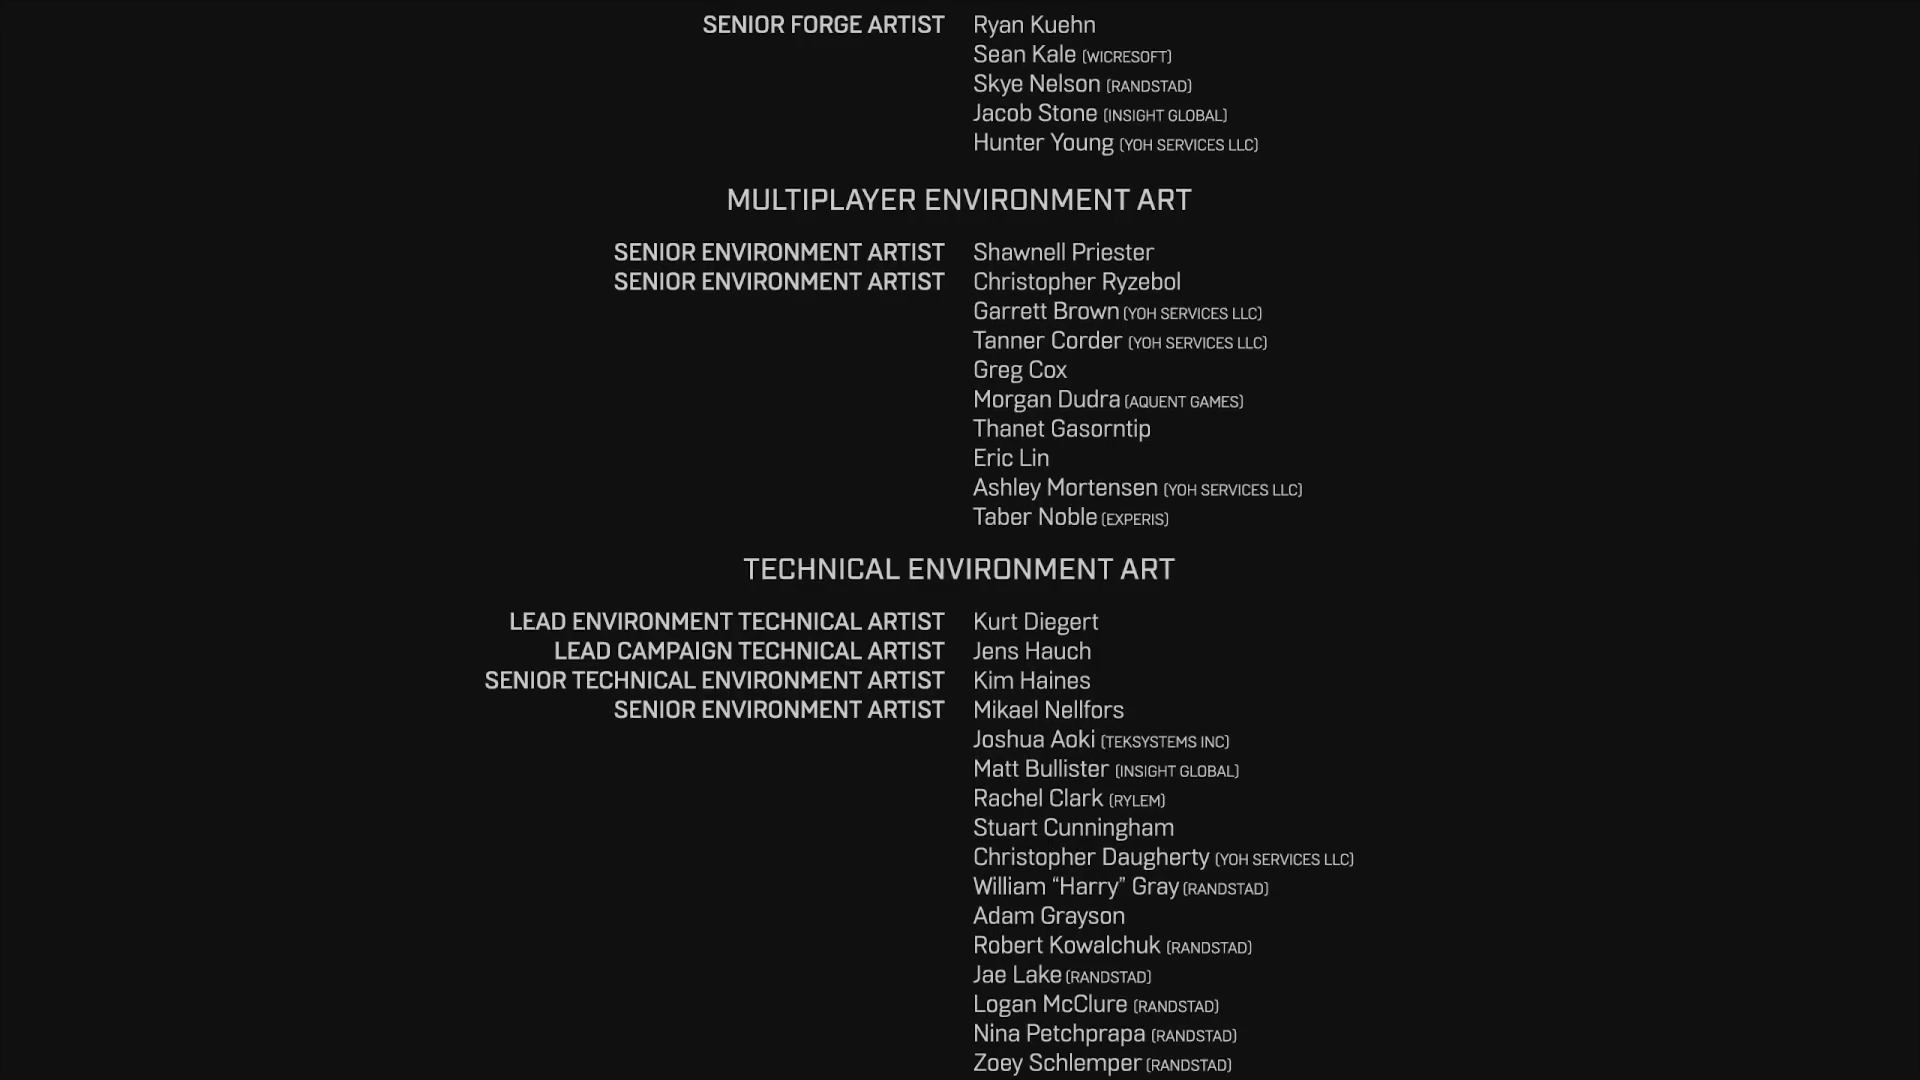 SENIOR FORGE ARTIST Ryan Kuehn
Sean Kale (WICRESOFT)
Skye Nelson (RANDSTAD)
Jacob Stone (INSIGHT GLOBAL)
Hunter Young (YOH SERVICES LLC)
MULTIPLAYER ENVIRONMENT ART
SENIOR ENVIRONMENT ARTIST Shawnell Priester
SENIOR ENVIRONMENT ARTIST Christopher Ryzebol
Garrett Brown (YOH SERVICES LLC)
Tanner Corder (YOH SERVICES LLC)
Greg Cox
Morgan Dudra (AQUENT GAMES)
Thanet Gasorntip
Eric Lin
Ashley Mortensen (YOH SERVICES LLC)
Taber Noble (EXPERIS)
TECHNICAL ENVIRONMENT ART
LEAD ENVIRONMENT TECHNICAL ARTIST Kurt Diegert
LEAD CAMPAIGN TECHNICAL ARTIST Jens Hauch
SENIOR TECHNICAL ENVIRONMENT ARTIST Kim Haines
SENIOR ENVIRONMENT ARTIST Mikael Nellfors
Joshua Aoki (TEKSYSTEMS INC)
Matt Bullister (INSIGHT GLOBAL)
Rachel Clark (RYLEM)
Stuart Cunningham
Christopher Daugherty (YOH SERVICES LLC)
William “Harry” Gray (RANDSTAD)
Adam Grayson
Robert Kowalchuk (RANDSTAD)
Jae Lake (RANDSTAD)
Logan McClure (RANDSTAD)
Nina Petchprapa (RANDSTAD)
Zoey Schlemper (RANDSTAD)